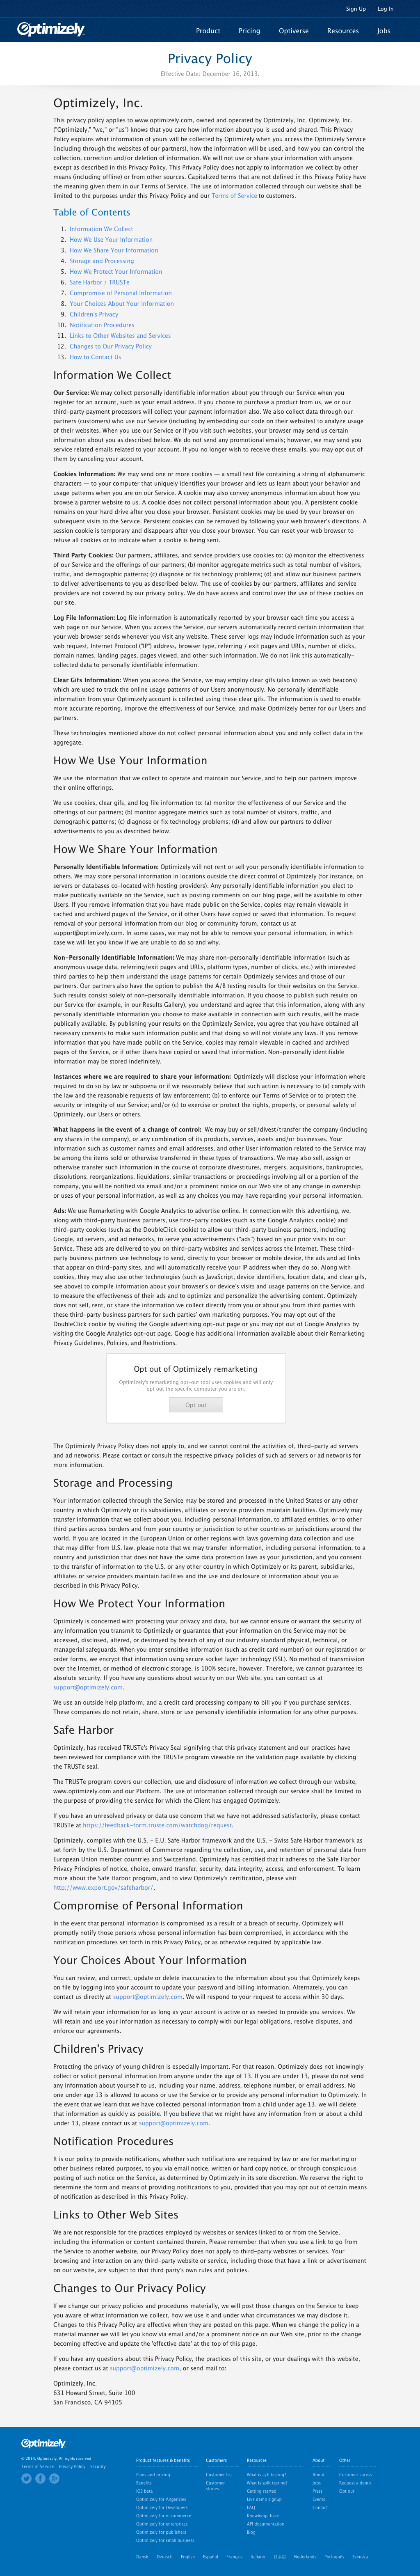 Sign Up Log In
Optimizely
Product Pricing Optiverse Resources Jobs
Privacy Policy
Effective Date: December 16, 2013.
Optimizely, Inc.
This privacy policy applies to www.optimizely.com, owned and operated by Optimizely, Inc. Optimizely, Inc.
("Optimizely," "we," or "us") knows that you care about how information about you is used and shared. This Privacy
Policy explains what information of yours will be collected by Optimizely when you access the Optimizely Service
(including through the websites of our partners), how the information will be used, and how you can control the
collection, correction and/or deletion of information. We will not use or share your information with anyone
except as described in this Privacy Policy. This Privacy Policy does not apply to information we collect by other
means (including offline) or from other sources. Capitalized terms that are not defined in this Privacy Policy have
the meaning given them in our Terms of Service. The use of information collected through our website shall be
limited to the purposes under this Privacy Policy and our Terms of Service to customers.
Table of Contents
1. Information We Collect
2. How We Use Your Information
3. How We Share Your Information
4. Storage and Processing
5. How We Protect Your Information
6. Safe Harbor / TRUSTe
7. Compromise of Personal Information
8. Your Choices About Your Information
9. Children's Privacy
10. Notification Procedures
11. Links to Other Websites and Services
12. Changes to Our Privacy Policy
13. How to Contact Us
Information We Collect
Our Service: We may collect personally identifiable information about you through our Service when you
register for an account, such as your email address. If you choose to purchase a product from us, we or our
third-party payment processors will collect your payment information also. We also collect data through our
partners (customers) who use our Service (including by embedding our code on their websites) to analyze usage
of their websites. When you use our Service or if you visit such customers' websites, you may be sending us
certain information about you as described below. We do not send promotional emails; however, we may send you
service related emails related to your account. If you no longer wish to receive these emails, you may opt out of
them by canceling your account.
Cookies Information: We may send one or more cookies — a small text file containing a string of alphanumeric
characters — to your computer that uniquely identifies your browser and lets us learn about your behavior and
usage patterns when you are on our Service. A cookie may also convey anonymous information about how you
browse a partner website to us. A cookie does not collect personal information about you. A persistent cookie
remains on your hard drive after you close your browser. Persistent cookies may be used by your browser on
subsequent visits to the Service. Persistent cookies can be removed by following your web browser's directions. A
session cookie is temporary and disappears after you close your browser. You can reset your web browser to
refuse all cookies or to indicate when a cookie is being sent.
Third Party Cookies: Our partners, affiliates, and service providers use cookies to: (a) monitor the effectiveness
of our Service and the offerings of our partners; (b) monitor aggregate metrics such as total number of visitors,
traffic, and demographic patterns; (c) diagnose or fix technology problems; (d) and allow our business partners
to deliver advertisements to you as described below. The use of cookies by our partners, affiliates and service
providers are not covered by our privacy policy. We do have access and control over the use of these cookies on
our site.
Log File Information: Log file information is automatically reported by your browser each time you access a
web page on our Service. When you access the Service, our servers automatically record certain information that
your web browser sends whenever you visit any website. These server logs may include information such as your
web request, Internet Protocol ("IP") address, browser type, referring / exit pages and URLs, number of clicks,
domain names, landing pages, pages viewed, and other such information. We do not link this automatically-
collected data to personally identifiable information.
Clear Gifs Information: When you access the Service, we may employ clear gifs (also known as web beacons)
which are used to track the online usage patterns of our Users anonymously. No personally identifiable
information from your Optimizely account is collected using these clear gifs. The information is used to enable
more accurate reporting, improve the effectiveness of our Service, and make Optimizely better for our Users and
partners.
These technologies mentioned above do not collect personal information about you and only collect data in the
aggregate.
How We Use Your Information
We use the information that we collect to operate and maintain our Service, and to help our partners improve
their online offerings.
We use cookies, clear gifs, and log file information to: (a) monitor the effectiveness of our Service and the
offerings of our partners; (b) monitor aggregate metrics such as total number of visitors, traffic, and
demographic patterns; (c) diagnose or fix technology problems; (d) and allow our partners to deliver
advertisements to you as described below.
How We Share Your Information
Personally Identifiable Information: Optimizely will not rent or sell your personally identifiable information to
others. We may store personal information in locations outside the direct control of Optimizely (for instance, on
servers or databases co-located with hosting providers). Any personally identifiable information you elect to
make publicly available on the Service, such as posting comments on our blog page, will be available to other
Users. If you remove information that you have made public on the Service, copies may remain viewable in
cached and archived pages of the Service, or if other Users have copied or saved that information. To request
removal of your personal information from our blog or community forum, contact us at
support@optimizely.com. In some cases, we may not be able to remove your personal information, in which
case we will let you know if we are unable to do so and why.
Non-Personally Identifiable Information: We may share non-personally identifiable information (such as
anonymous usage data, referring/exit pages and URLs, platform types, number of clicks, etc.) with interested
third parties to help them understand the usage patterns for certain Optimizely services and those of our
partners. Our partners also have the option to publish the A/B testing results for their websites on our Service.
Such results consist solely of non-personally identifiable information. If you choose to publish such results on
our Service (for example, in our Results Gallery), you understand and agree that such information, along with any
personally identifying information you choose to make available in connection with such results, will be made
publically available. By publishing your results on the Optimizely Service, you agree that you have obtained all
necessary consent to make such information public and that doing so will not violate any laws. If you remove
information that you have made public on the Service, copies may remain viewable in cached and archived
pages of the Service, or if other Users have copied or saved that information. Non-personally identifiable
information may be stored indefinitely.
Instances where we are required to share your information: Optimizely will disclose your information where
required to do so by law or subpoena or if we reasonably believe that such action is necessary to (a) comply with
the law and the reasonable requests of law enforcement; (b) to enforce our Terms of Service or to protect the
security or integrity of our Service; and/or (c) to exercise or protect the rights, property, or personal safety of
Optimizely, our Users or others.
What happens in the event of a change of control: We may buy or sell/divest/transfer the company (including
any shares in the company), or any combination of its products, services, assets and/or businesses. Your
information such as customer names and email addresses, and other User information related to the Service may
be among the items sold or otherwise transferred in these types of transactions. We may also sell, assign or
otherwise transfer such information in the course of corporate divestitures, mergers, acquisitions, bankruptcies,
dissolutions, reorganizations, liquidations, similar transactions or proceedings involving all or a portion of the
company, you will be notified via email and/or a prominent notice on our Web site of any change in ownership
or uses of your personal information, as well as any choices you may have regarding your personal information.
Ads: We use Remarketing with Google Analytics to advertise online. In connection with this advertising, we,
along with third-party business partners, use first-party cookies (such as the Google Analytics cookie) and
third-party cookies (such as the DoubleClick cookie) to allow our third-party business partners, including
Google, ad servers, and ad networks, to serve you advertisements ("ads") based on your prior visits to our
Service. These ads are delivered to you on third-party websites and services across the Internet. These third-
party business partners use technology to send, directly to your browser or mobile device, the ads and ad links
that appear on third-party sites, and will automatically receive your IP address when they do so. Along with
cookies, they may also use other technologies (such as JavaScript, device identifiers, location data, and clear gifs,
see above) to compile information about your browser's or device's visits and usage patterns on the Service, and
to measure the effectiveness of their ads and to optimize and personalize the advertising content. Optimizely
does not sell, rent, or share the information we collect directly from you or about you from these third-party
business partners for such parties' own marketing purposes. You may opt out of the
DoubleClick cookie by visiting the Google advertising opt-out page or you may opt out of Google Analytics by
visiting the Google Analytics opt-out page. Google has additional information available about their Remarketing
Privacy Guidelines, Policies, and Restrictions.
Opt out of Optimizely remarketing
Optimizely's remarketing opt-out tool uses cookies and will only
opt out the specific computer you are on.
Opt out
The Optimizely Privacy Policy does not apply to, and we cannot control the activities of, third-party ad servers
and ad networks. Please contact or consult the respective privacy policies of such ad servers or ad networks for
more information.
Storage and Processing
Your information collected through the Service may be stored and processed in the United States or any other
country in which Optimizely or its subsidiaries, affiliates or service providers maintain facilities. Optimizely may
transfer information that we collect about you, including personal information, to affiliated entities, or to other
third parties across borders and from your country or jurisdiction to other countries or jurisdictions around the
world. If you are located in the European Union or other regions with laws governing data collection and use
that may differ from U.S. law, please note that we may transfer information, including personal information, to a
country and jurisdiction that does not have the same data protection laws as your jurisdiction, and you consent
to the transfer of information to the U.S. or any other country in which Optimizely or its parent, subsidiaries,
affiliates or service providers maintain facilities and the use and disclosure of information about you as
described in this Privacy Policy.
How We Protect Your Information
Optimizely is concerned with protecting your privacy and data, but we cannot ensure or warrant the security of
any information you transmit to Optimizely or guarantee that your information on the Service may not be
accessed, disclosed, altered, or destroyed by breach of any of our industry standard physical, technical, or
managerial safeguards. When you enter sensitive information (such as credit card number) on our registration or
order forms, we encrypt that information using secure socket layer technology (SSL). No method of transmission
over the Internet, or method of electronic storage, is 100% secure, however. Therefore, we cannot guarantee its
absolute security. If you have any questions about security on our Web site, you can contact us at
support@optimizely.com.
We use an outside help platform, and a credit card processing company to bill you if you purchase services.
These companies do not retain, share, store or use personally identifiable information for any other purposes.
Safe Harbor
Optimizely, has received TRUSTe's Privacy Seal signifying that this privacy statement and our practices have
been reviewed for compliance with the TRUSTe program viewable on the validation page available by clicking
the TRUSTe seal.
The TRUSTe program covers our collection, use and disclosure of information we collect through our website,
www.optimizely.com and our Platform. The use of information collected through our service shall be limited to
the purpose of providing the service for which the Client has engaged Optimizely.
If you have an unresolved privacy or data use concern that we have not addressed satisfactorily, please contact
TRUSTe at https://feedback-form.truste.com/watchdog/request.
Optimizely, complies with the U.S. - E.U. Safe Harbor framework and the U.S. - Swiss Safe Harbor framework as
set forth by the U.S. Department of Commerce regarding the collection, use, and retention of personal data from
European Union member countries and Switzerland. Optimizely has certified that it adheres to the Safe Harbor
Privacy Principles of notice, choice, onward transfer, security, data integrity, access, and enforcement. To learn
more about the Safe Harbor program, and to view Optimizely's certification, please visit
http://www.export.gov/safeharbor/.
Compromise of Personal Information
In the event that personal information is compromised as a result of a breach of security, Optimizely will
promptly notify those persons whose personal information has been compromised, in accordance with the
notification procedures set forth in this Privacy Policy, or as otherwise required by applicable law.
Your Choices About Your Information
You can review, and correct, update or delete inaccuracies to the information about you that Optimizely keeps
on file by logging into your account to update your password and billing information. Alternately, you can
contact us directly at support@optimizely.com. We will respond to your request to access within 30 days.
We will retain your information for as long as your account is active or as needed to provide you services. We
will retain and use your information as necessary to comply with our legal obligations, resolve disputes, and
enforce our agreements.
Children's Privacy
Protecting the privacy of young children is especially important. For that reason, Optimizely does not knowingly
collect or solicit personal information from anyone under the age of 13. If you are under 13, please do not send
any information about yourself to us, including your name, address, telephone number, or email address. No
one under age 13 is allowed to access or use the Service or to provide any personal information to Optimizely. In
the event that we learn that we have collected personal information from a child under age 13, we will delete
that information as quickly as possible. If you believe that we might have any information from or about a child
under 13, please contact us at support@optimizely.com.
Notification Procedures
It is our policy to provide notifications, whether such notifications are required by law or are for marketing or
other business related purposes, to you via email notice, written or hard copy notice, or through conspicuous
posting of such notice on the Service, as determined by Optimizely in its sole discretion. We reserve the right to
determine the form and means of providing notifications to you, provided that you may opt out of certain means
of notification as described in this Privacy Policy.
Links to Other Web Sites
We are not responsible for the practices employed by websites or services linked to or from the Service,
including the information or content contained therein. Please remember that when you use a link to go from
the Service to another website, our Privacy Policy does not apply to third-party websites or services. Your
browsing and interaction on any third-party website or service, including those that have a link or advertisement
on our website, are subject to that third party's own rules and policies.
Changes to Our Privacy Policy
If we change our privacy policies and procedures materially, we will post those changes on the Service to keep
you aware of what information we collect, how we use it and under what circumstances we may disclose it.
Changes to this Privacy Policy are effective when they are posted on this page. When we change the policy in a
material manner we will let you know via email and/or a prominent notice on our Web site, prior to the change
becoming effective and update the 'effective date' at the top of this page.
If you have any questions about this Privacy Policy, the practices of this site, or your dealings with this website,
please contact us at support@optimizely.com, or send mail to:
Optimizely, Inc.
631 Howard Street, Suite 100
San Francisco, CA 94105
Optimizely
© 2014, Optimizely. All rights reserved
Terms of Service Privacy Policy Security
Product features & benefits
Plans and pricing
Benefits
iOS beta
Optimizely for Angencies
Optimizely for Developers
Optimizely for e-commerce
Optimizely for enterprises
Optimizely for publishers
Optimizely for small business
Customers
Customer list
Customer
stories
Resources
What is a/b testing?
What is split testing?
Getting started
Live demo signup
FAQ
Knowledge base
API documentation
Blog
About
About
Jobs
Press
Events
Contact
Other
Customer sucess
Request a demo
Opt out
Dansk Deutsch English Español Français Italiano 日本語 Nederlands Português Svenska